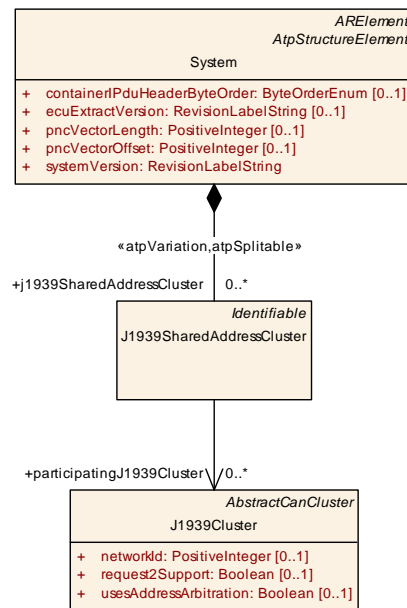 ARElement
AtpStructureElement
System
+ containerIPduHeaderByteOrder: ByteOrderEnum [0..1]
+ ecuExtractVersion: RevisionLabelString [0..1]
+ pncVectorLength: PositiveInteger [0..1]
+ pncVectorOffset: PositiveInteger [0..1]
+ systemVersion: RevisionLabelString
«atpVariation,atpSplitable»
+j1939SharedAddressCluster 0..*
Identifiable
J1939SharedAddressCluster
+participatingJ1939Cluster 0..*
AbstractCanCluster
J1939Cluster
+ networkId: PositiveInteger [0..1]
+ request2Support: Boolean [0..1]
+ usesAddressArbitration: Boolean [0..1]